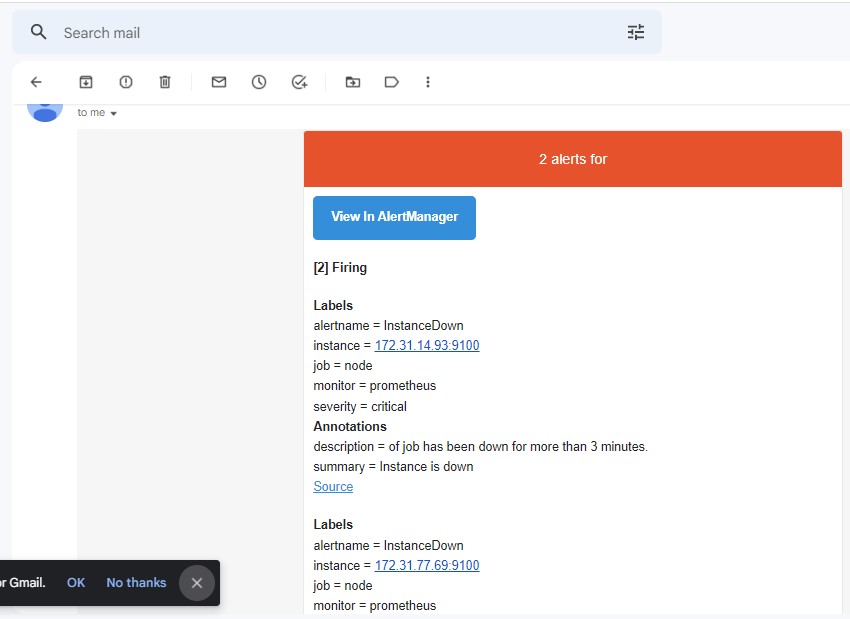 Search mail
to me
2 alerts for
View In AlertManager
[2] Firing
Labels
alertname = InstanceDown
instance = 172.31.14.93:9100
job = node
monitor = prometheus
severity = critical
Annotations
description = of job has been down for more than 3 minutes.
summary = Instance is down
Source
Labels
alertname = InstanceDown
instance = 172.31.77.69:9100
job = node
monitor = prometheus
or Gmail. OK No thanks